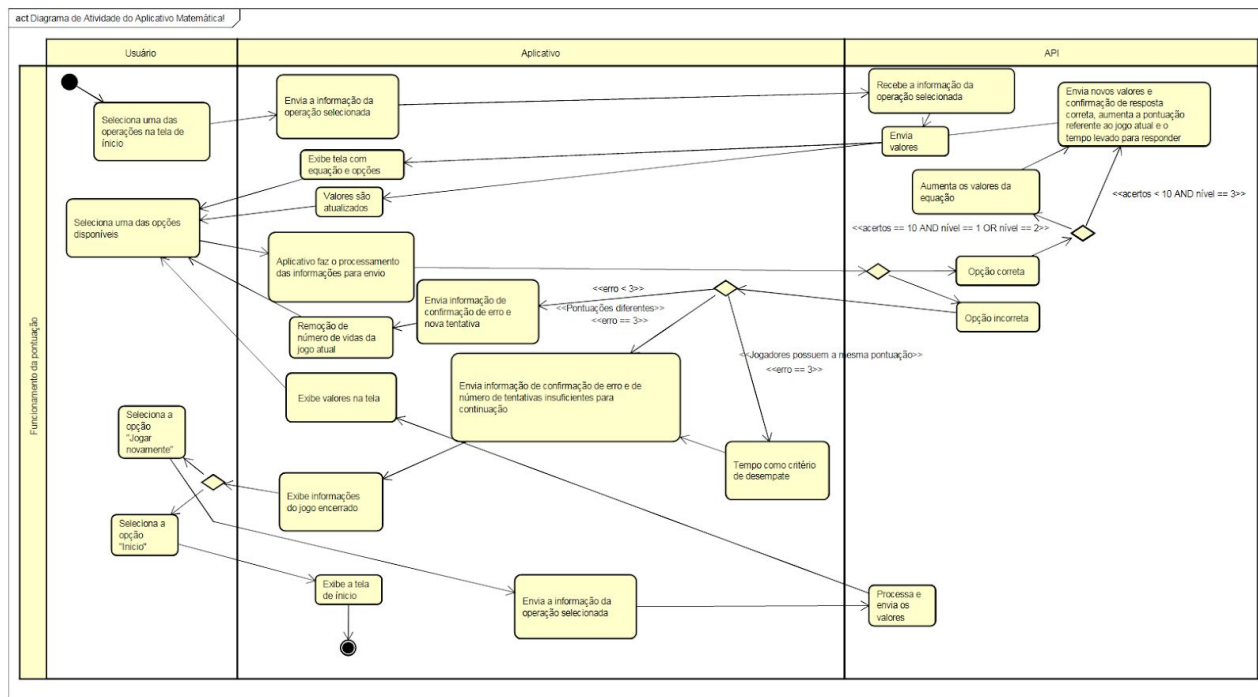 act Diagrama de Atividade do Aplicativo Matemática!
Usuário
Aplicativo
API
Funcionamento da pontuação
Seleciona uma das
operações na tela de
ínicio
Envia a informação da
operação selecionada
Recebe a informação da
operação selecionada
Envia
valores
Envia novos valores e
confirmação de resposta
correta, aumenta a pontuação
referente ao jogo atual e o
tempo levado para responder
Exibe tela com
equação e opções
Valores são
atualizados
Aumenta os valores da
equação
<<acertos < 10 AND nível == 3>>
<<acertos == 10 AND nível == 1 OR nível == 2>>
Seleciona uma das opções
disponíveis
Aplicativo faz o processamento
das informações para envio
Opção correta
Opção incorreta
<<erro < 3>>
<<Pontuações diferentes>>
<<erro == 3>>
Envia informação de
confirmação de erro e
nova tentativa
Remoção de
número de vidas da
jogo atual
<<Jogadores possuem a mesma pontuação>>
<<erro == 3>>
Envia informação de confirmação de erro e de
número de tentativas insuficientes para
continuação
Exibe valores na tela
Seleciona a
opção
"Jogar
novamente"
Tempo como critério
de desempate
Exibe informações
do jogo encerrado
Seleciona a
opção
"Inicio"
Exibe a tela
de ínicio
Envia a informação da
operação selecionada
Processa e
envia os
valores